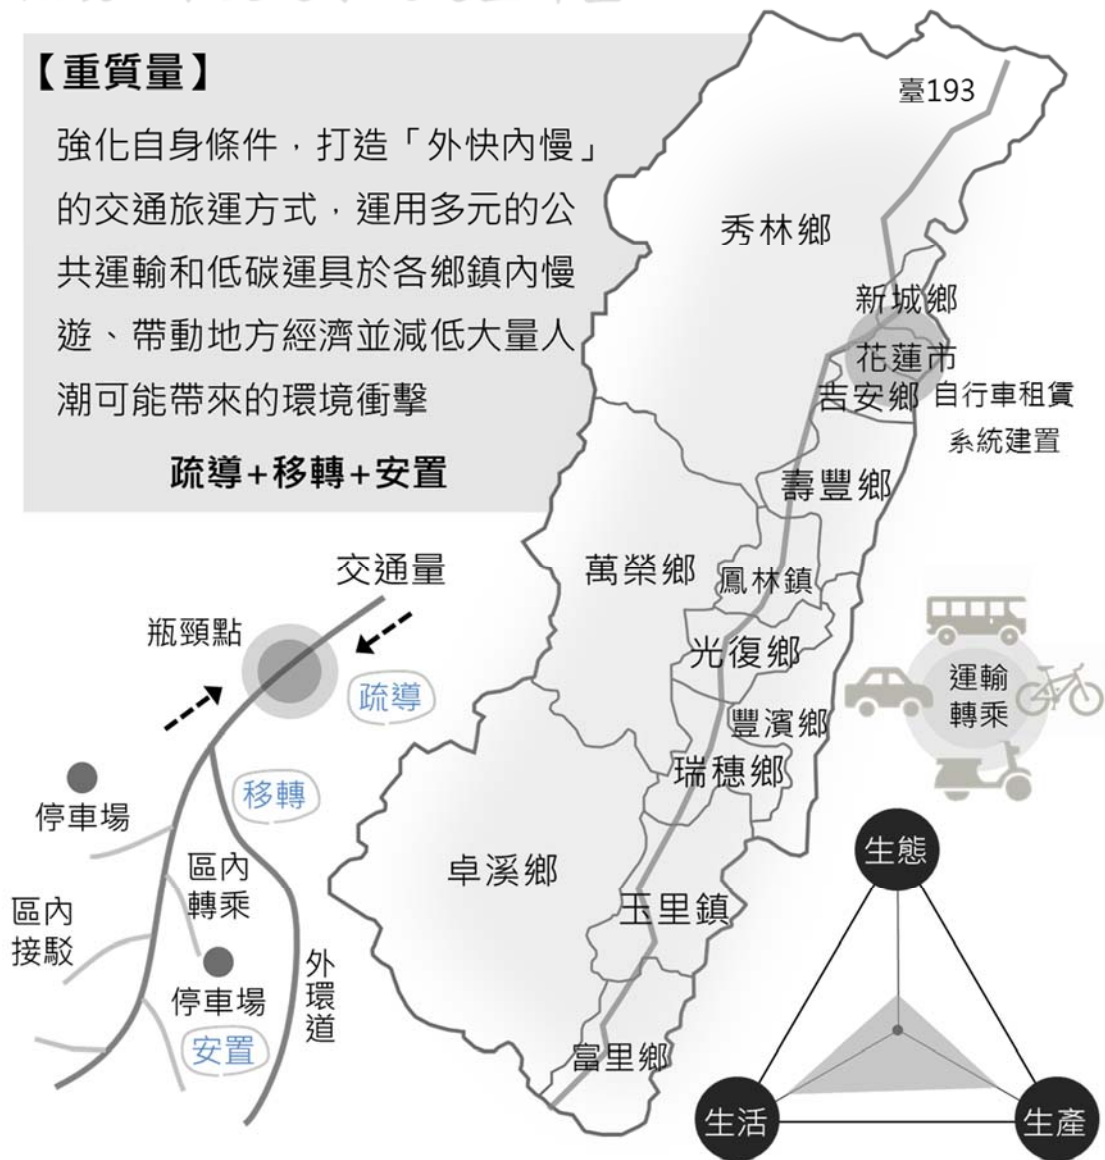 【重質量】
強化自身條件，打造「外快內慢」
的交通旅運方式，運用多元的公
共運輸和低碳運具於各鄉鎮內慢
遊、帶動地方經濟並減低大量人
潮可能帶來的環境衝擊
疏導+移轉+安置
臺193
秀林鄉
新城鄉
花蓮市
吉安鄉
自行車租賃
系統建置
壽豐鄉
萬榮鄉
鳳林鎮
光復鄉
豐濱鄉
瑞穗鄉
卓溪鄉
玉里鎮
富里鄉
交通量
瓶頸點
疏導
移轉
停車場
區內
轉乘
區內
接駁
停車場
安置
外環道
運輸
轉乘
生態
生活
生產